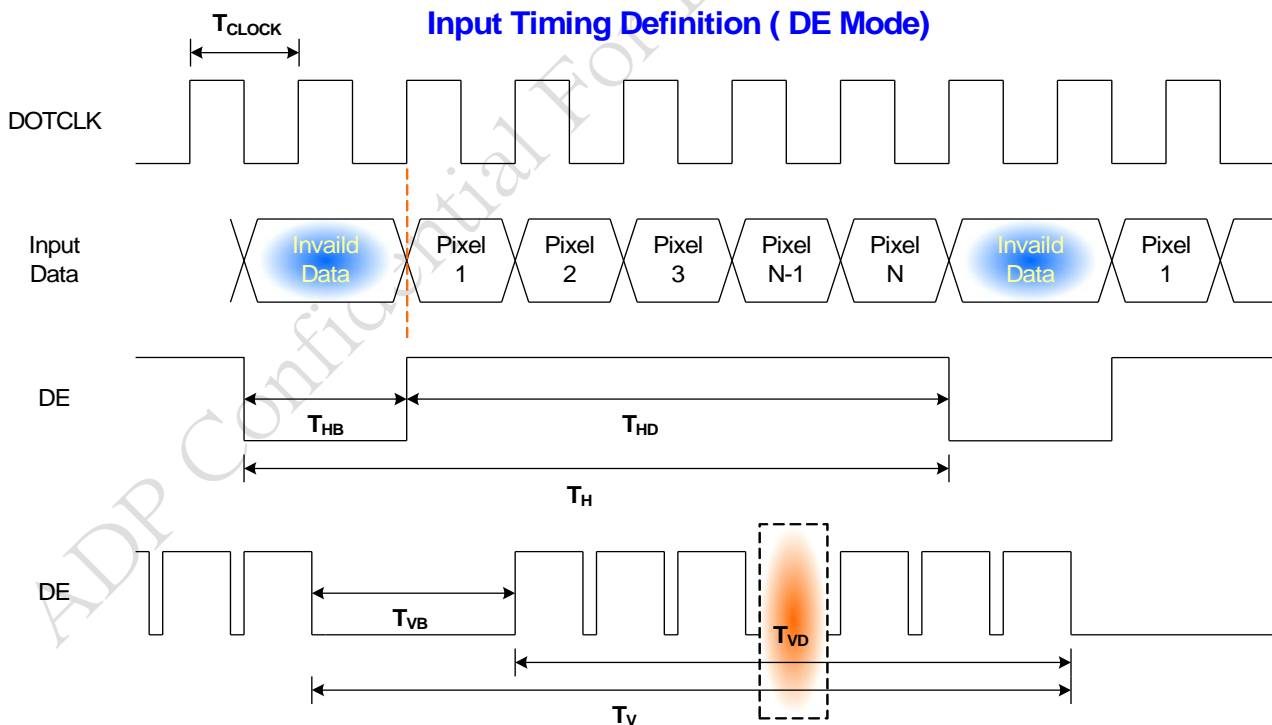 Input Timing Definition ( DE Mode)
TCLOCK
DOTCLK
Input
Data
Invaild
Data
Pixel
1
Pixel
2
Pixel
3
Pixel
N-1
Pixel
N
Invaild
Data
Pixel
1
DE
THB
THD
TH
DE
TVB
TVD
TV
ADP Confidential For